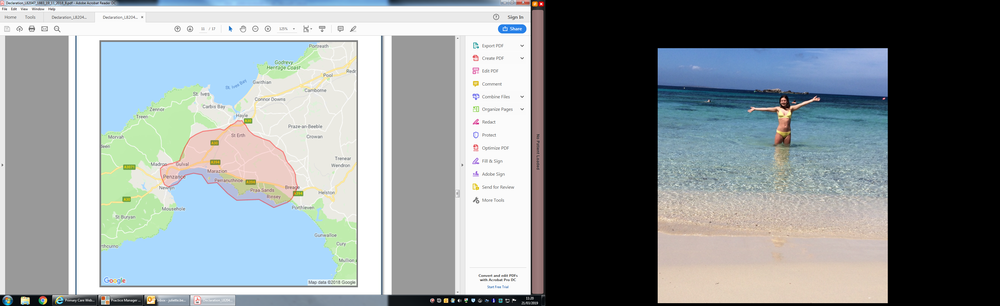 Declaration_L82047_1883_19_11_2018_8.pdf - Adobe Acrobat Reader DC
File Edit View Window Help
Home Tools Declaration_L8204... Declaration_L8204... ×
? Sign In
11 / 17 125% Share
Portreath
Godrevy
Heritage Coast
Redr
Pool
St. Ives Bay
Gwithian
Camborne
St. Ives
Connor Downs
Carbis Bay
Zennor
Hayle
Treen
A30
Praze-an-Beeble
St Erth
Crowan
Morvah
A30
deen
Trenear
Wendron
A394
Madron
Gulval
A3071
Marazion
Penzance
Perranuthnoe
A394
Breage
Newlyn
Praa Sands
Helston
A394
Rinsey
A30
Porthleven
Mousehole
St Buryan
Gunwalloe
Cury
rthcurno
Mullion
Google
Map data ©2018 Google
Export PDF
Create PDF
Edit PDF
Comment
Combine Files
Organize Pages
Redact
Protect
Optimize PDF
Fill & Sign
Adobe Sign
Send for Review
More Tools
Convert and edit PDFs
with Acrobat Pro DC
Start Free Trial
No Patient Loaded
Primary Care Web... Practice Manager ... Inbox - juliette.be... Declaration_L8204...
11:20
21/03/2019